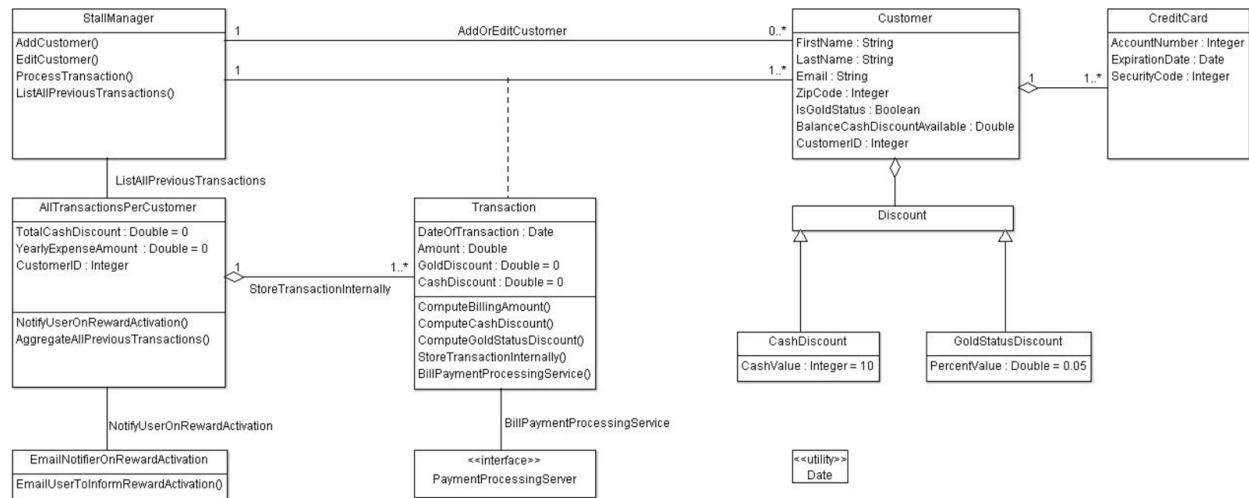 StallManager
AddCustomer()
EditCustomer()
ProcessTransaction()
ListAllPreviousTransactions()
1
AddOrEditCustomer
0..*
1
1..*
Customer
FirstName : String
LastName : String
Email : String
ZipCode : Integer
IsGoldStatus : Boolean
BalanceCashDiscountAvailable : Double
CustomerID : Integer
1
1..*
CreditCard
AccountNumber : Integer
ExpirationDate : Date
SecurityCode : Integer
ListAllPreviousTransactions
AllTransactionsPerCustomer
TotalCashDiscount : Double = 0
YearlyExpenseAmount : Double = 0
CustomerID : Integer
NotifyUserOnRewardActivation()
AggregateAllPreviousTransactions()
1
1..*
StoreTransactionInternally
Transaction
DateOfTransaction : Date
Amount : Double
GoldDiscount : Double = 0
CashDiscount : Double = 0
ComputeBillingAmount()
ComputeCashDiscount()
ComputeGoldStatusDiscount()
StoreTransactionInternally()
BillPaymentProcessingService()
Discount
CashDiscount
CashValue : Integer = 10
GoldStatusDiscount
PercentValue : Double = 0.05
NotifyUserOnRewardActivation
BillPaymentProcessingService
EmailNotifierOnRewardActivation
EmailUserToInformRewardActivation()
<<interface>>
PaymentProcessingServer
<<utility>>
Date